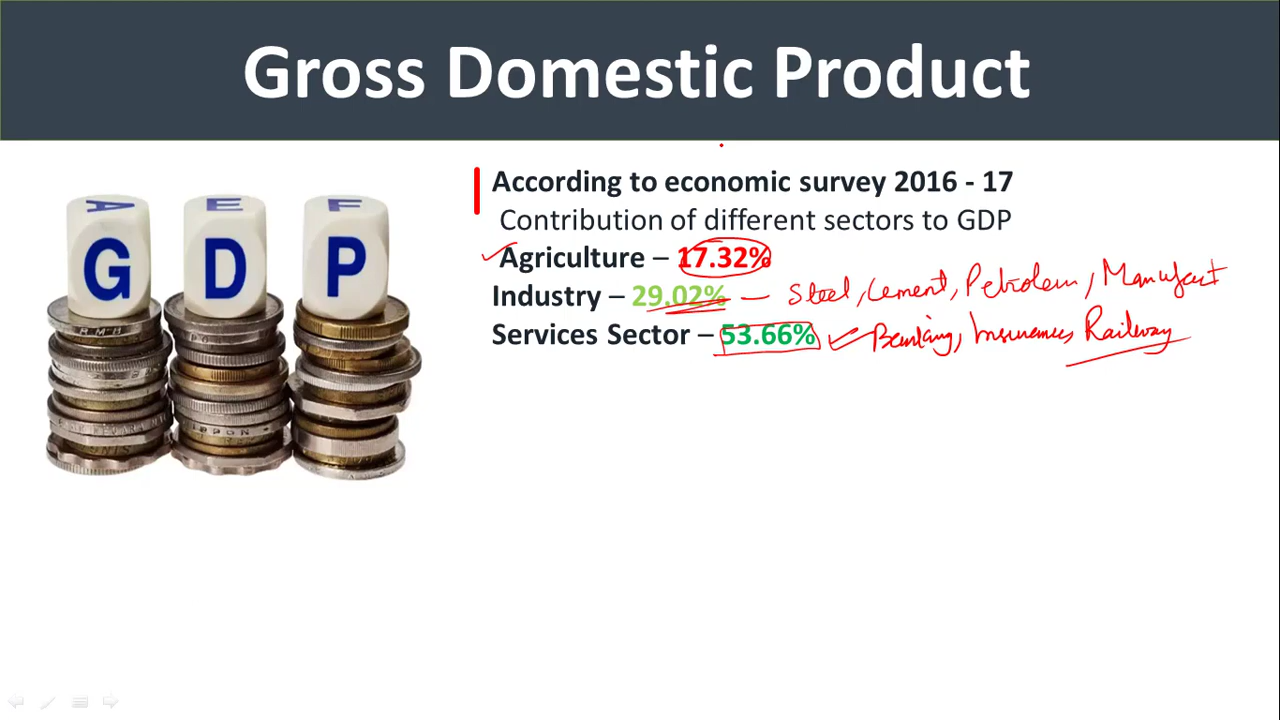 Gross Domestic Product
According to economic survey 2016 - 17
Contribution of different sectors to GDP
Agriculture – 17.32%
Industry – 29.02% – Steel, Cement, Petroleum, Manufact
Services Sector – 53.66% Banking, Insurances, Railway
A E F
G D P